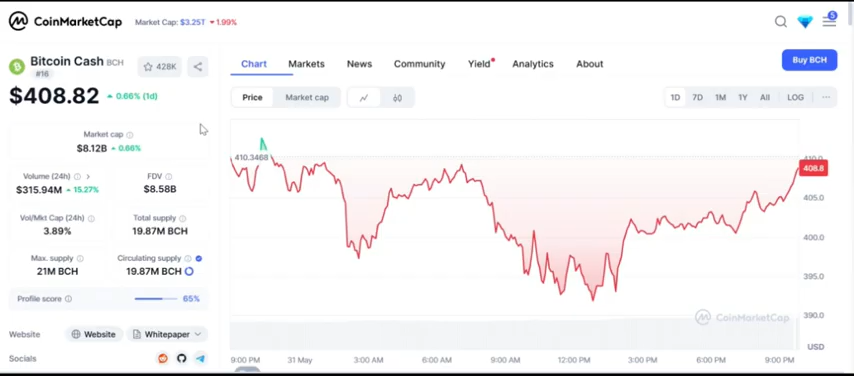 CoinMarketCap Market Cap: $3.25T 1.99% 5
Bitcoin Cash BCH 428K
#16
$408.82 0.66% (1d)
Chart Markets News Community Yield Analytics About Buy BCH
Price Market cap 1D 7D 1M 1Y All LOG ...
Market cap
$8.12B 0.66%
Volume (24h) FDV
$315.94M 15.27% $8.58B
Vol/Mkt Cap (24h) Total supply
3.89% 19.87M BCH
Max. supply Circulating supply
21M BCH 19.87M BCH
Profile score 65%
Website Website Whitepaper
Socials
410.3468
410.0
408.8
405.0
400.0
395.0
390.0
CoinMarketCap
USD
9:00 PM 31 May 3:00 AM 6:00 AM 9:00 AM 12:00 PM 3:00 PM 6:00 PM 9:00 PM